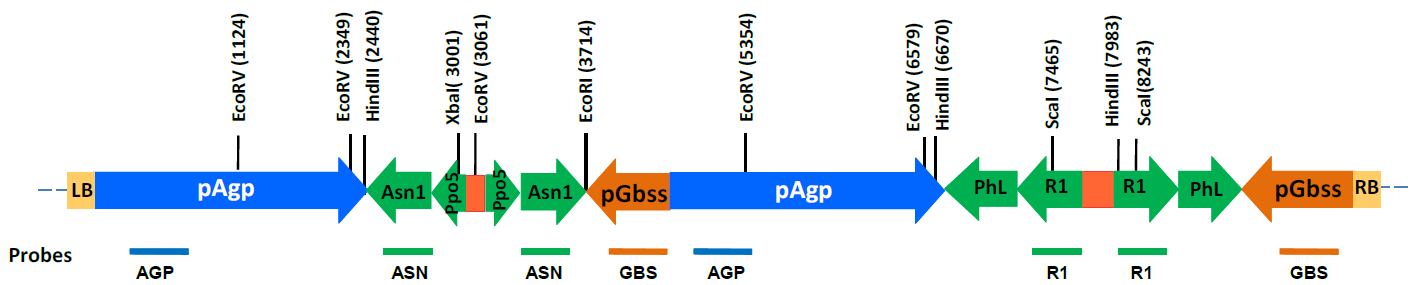 EcoRV (1124)
EcoRV (2349)
HindIII (2440)
XbaI( 3001)
EcoRV (3061)
EcoRI (3714)
EcoRV (5354)
EcoRV (6579)
HindIII (6670)
ScaI (7465)
HindIII (7983)
ScaI(8243)
LB
pAgp
Asn1
Ppo5
Ppo5
Asn1
pGbss
pAgp
PhL
R1
R1
PhL
pGbss
RB
Probes
AGP
ASN
ASN
GBS
AGP
R1
R1
GBS